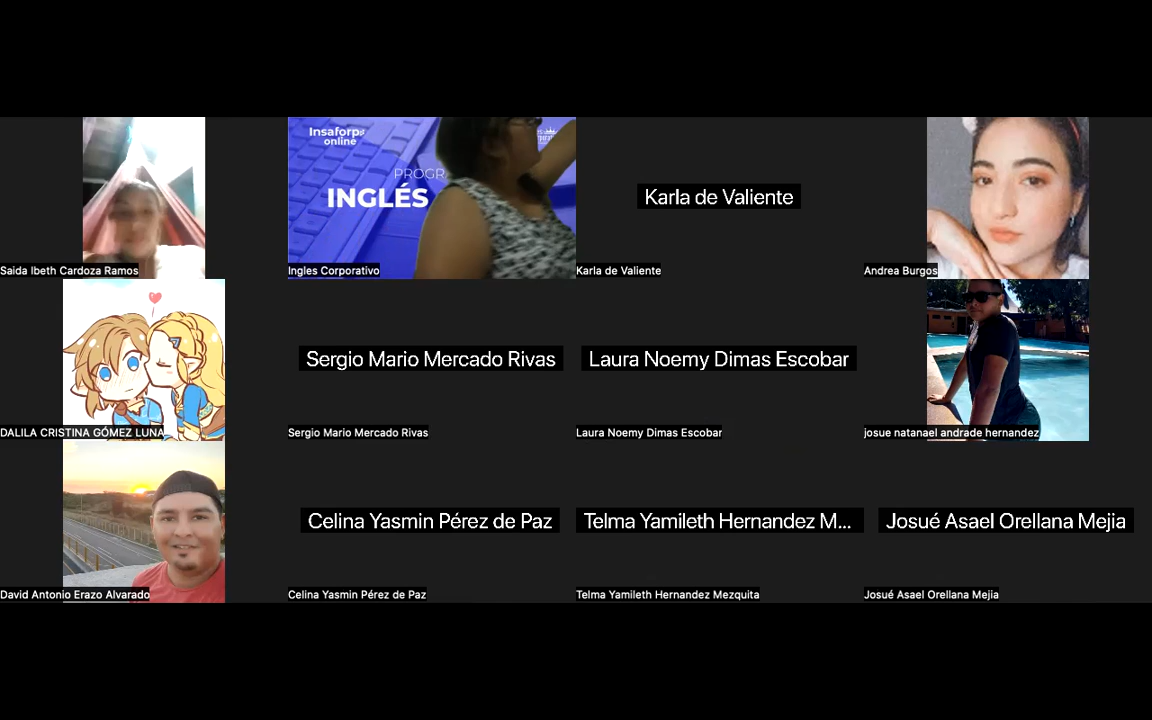 Insaforp
online
PROGR
INGLÉS
Karla de Valiente
Saida Ibeth Cardoza Ramos
Ingles Corporativo
Karla de Valiente
Andrea Burgos
Sergio Mario Mercado Rivas
Laura Noemy Dimas Escobar
DALILA CRISTINA GÓMEZ LUNA
Sergio Mario Mercado Rivas
Laura Noemy Dimas Escobar
josue natanael andrade hernandez
Celina Yasmin Pérez de Paz
Telma Yamileth Hernandez M...
Josué Asael Orellana Mejia
David Antonio Erazo Alvarado
Celina Yasmin Pérez de Paz
Telma Yamileth Hernandez Mezquita
Josué Asael Orellana Mejia